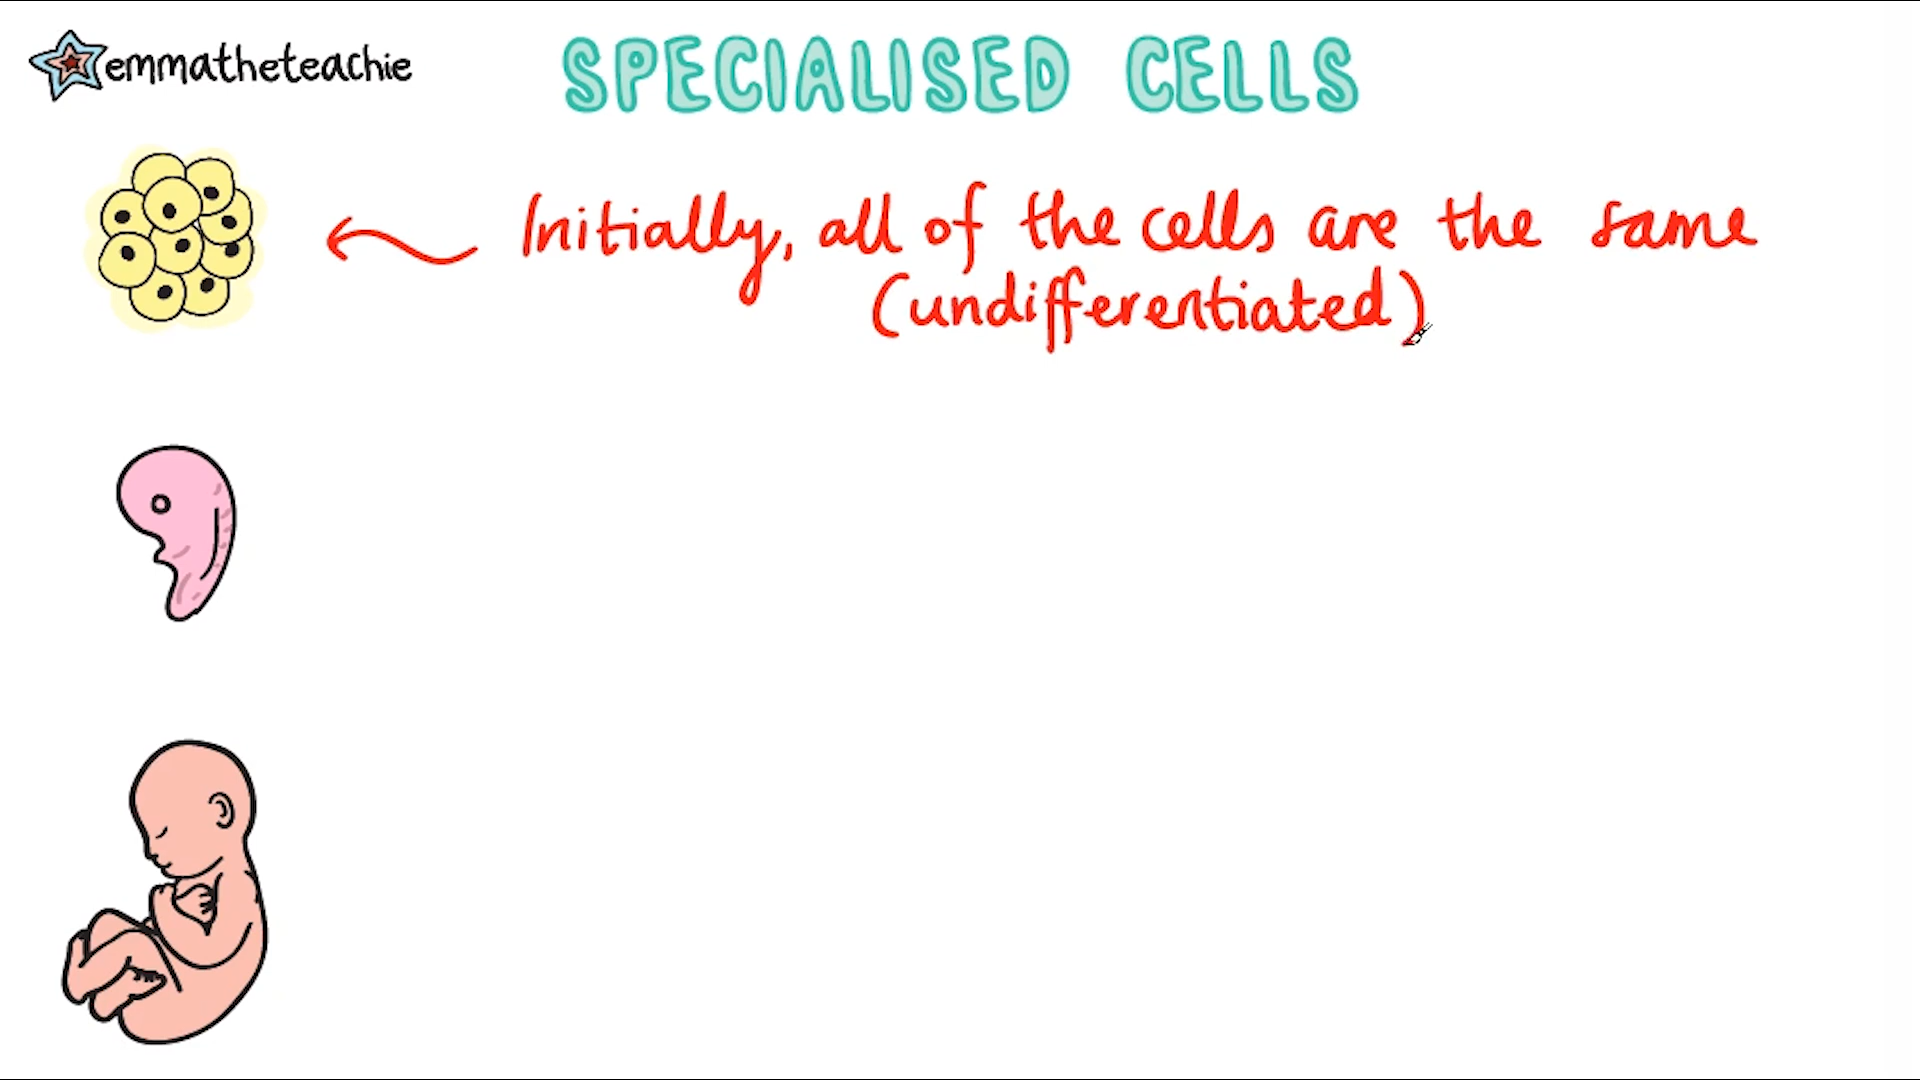 emmatheteachie
SPECIALISED CELLS
Initially, all of the cells are the same
(undifferentiated)